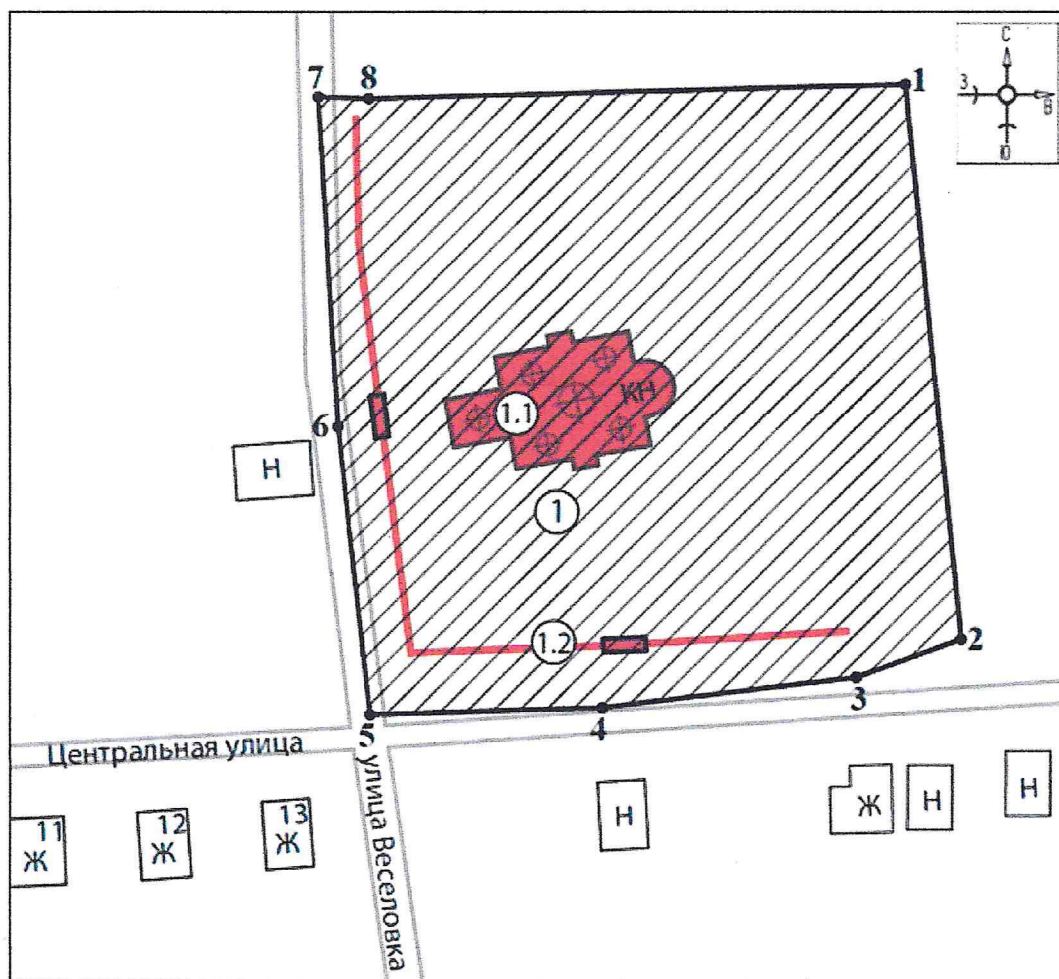 С
З
В
Ю
7
8
1
КН
1.1
6
Н
1
1.2
2
3
4
5
Центральная улица
улица Веселовка
11
Ж
12
Ж
13
Ж
Н
Ж
Н
Н